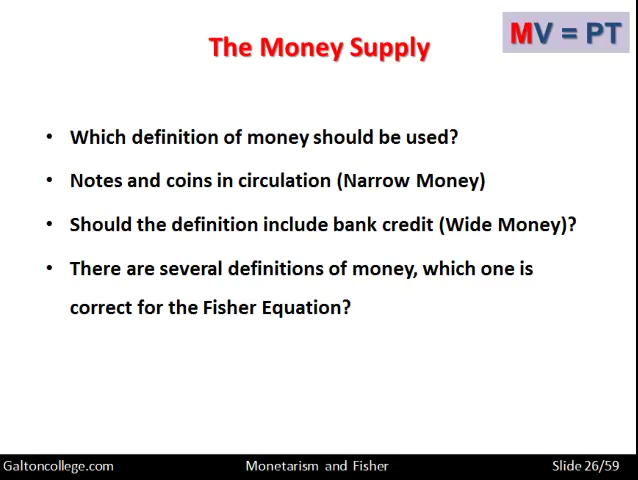 MV = PT
The Money Supply
• Which definition of money should be used?
• Notes and coins in circulation (Narrow Money)
• Should the definition include bank credit (Wide Money)?
• There are several definitions of money, which one is
correct for the Fisher Equation?
Galtoncollege.com Monetarism and Fisher Slide 26/59